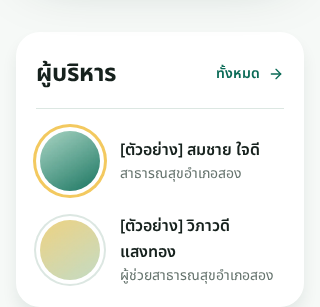 ผู้บริหาร
ทั้งหมด →
[ตัวอย่าง] สมชาย ใจดี
สาธารณสุขอำเภอสอง
[ตัวอย่าง] วิภาวดี
แสงทอง
ผู้ช่วยสาธารณสุขอำเภอสอง